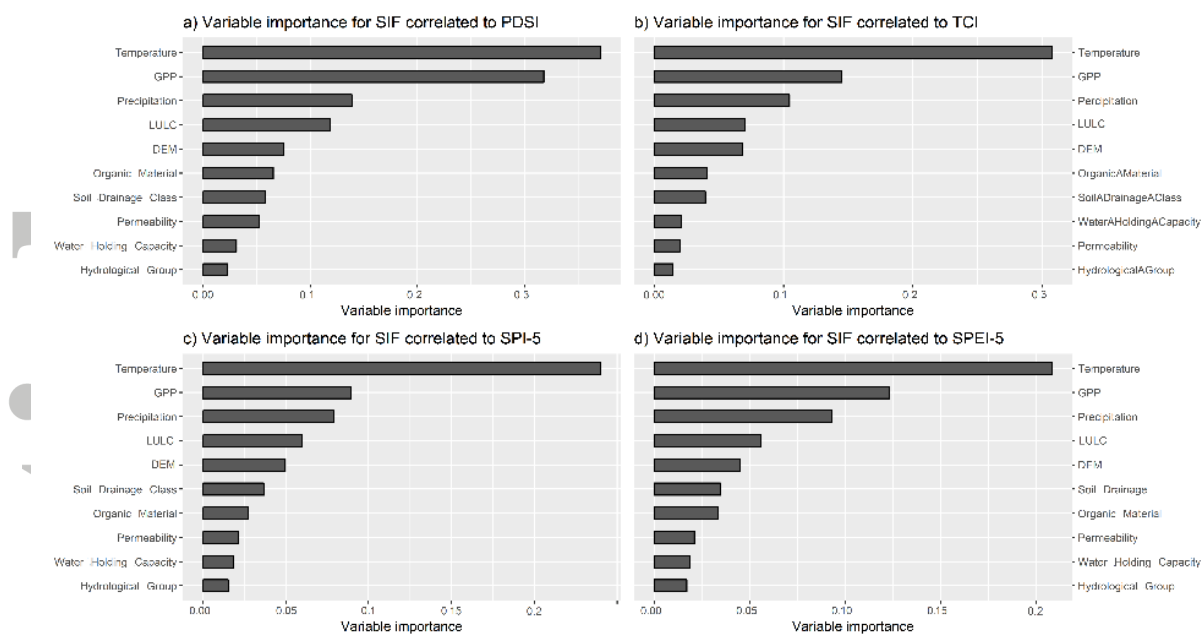 a) Variable importance for SIF correlated to PDSI
Temperature
GPP
Precipitation
LULC
DEM
Organic Material
Soil Drainage Class
Permeability
Water Holding Capacity
Hydrological Group
0.00
0.1
0.2
0.3
Variable importance
b) Variable importance for SIF correlated to TCI
Temperature
GPP
Percipitation
LULC
DEM
OrganicAMaterial
SoilADrainageAClass
WaterAHoldingACapacity
Permeability
HydrologicalAGroup
0.00
0.1
0.2
0.3
Variable importance
c) Variable importance for SIF correlated to SPI-5
Temperature
GPP
Precipitation
LULC
DEM
Soil Drainage Class
Organic Material
Permeability
Water Holding Capacity
Hydrological Group
0.00
0.05
0.1
0.15
0.2
Variable importance
d) Variable importance for SIF correlated to SPEI-5
Temperature
GPP
Precipitation
LULC
DEM
Soil Drainage
Organic Material
Permeability
Water Holding Capacity
Hydrological Group
0.00
0.05
0.10
0.15
0.2
Variable importance